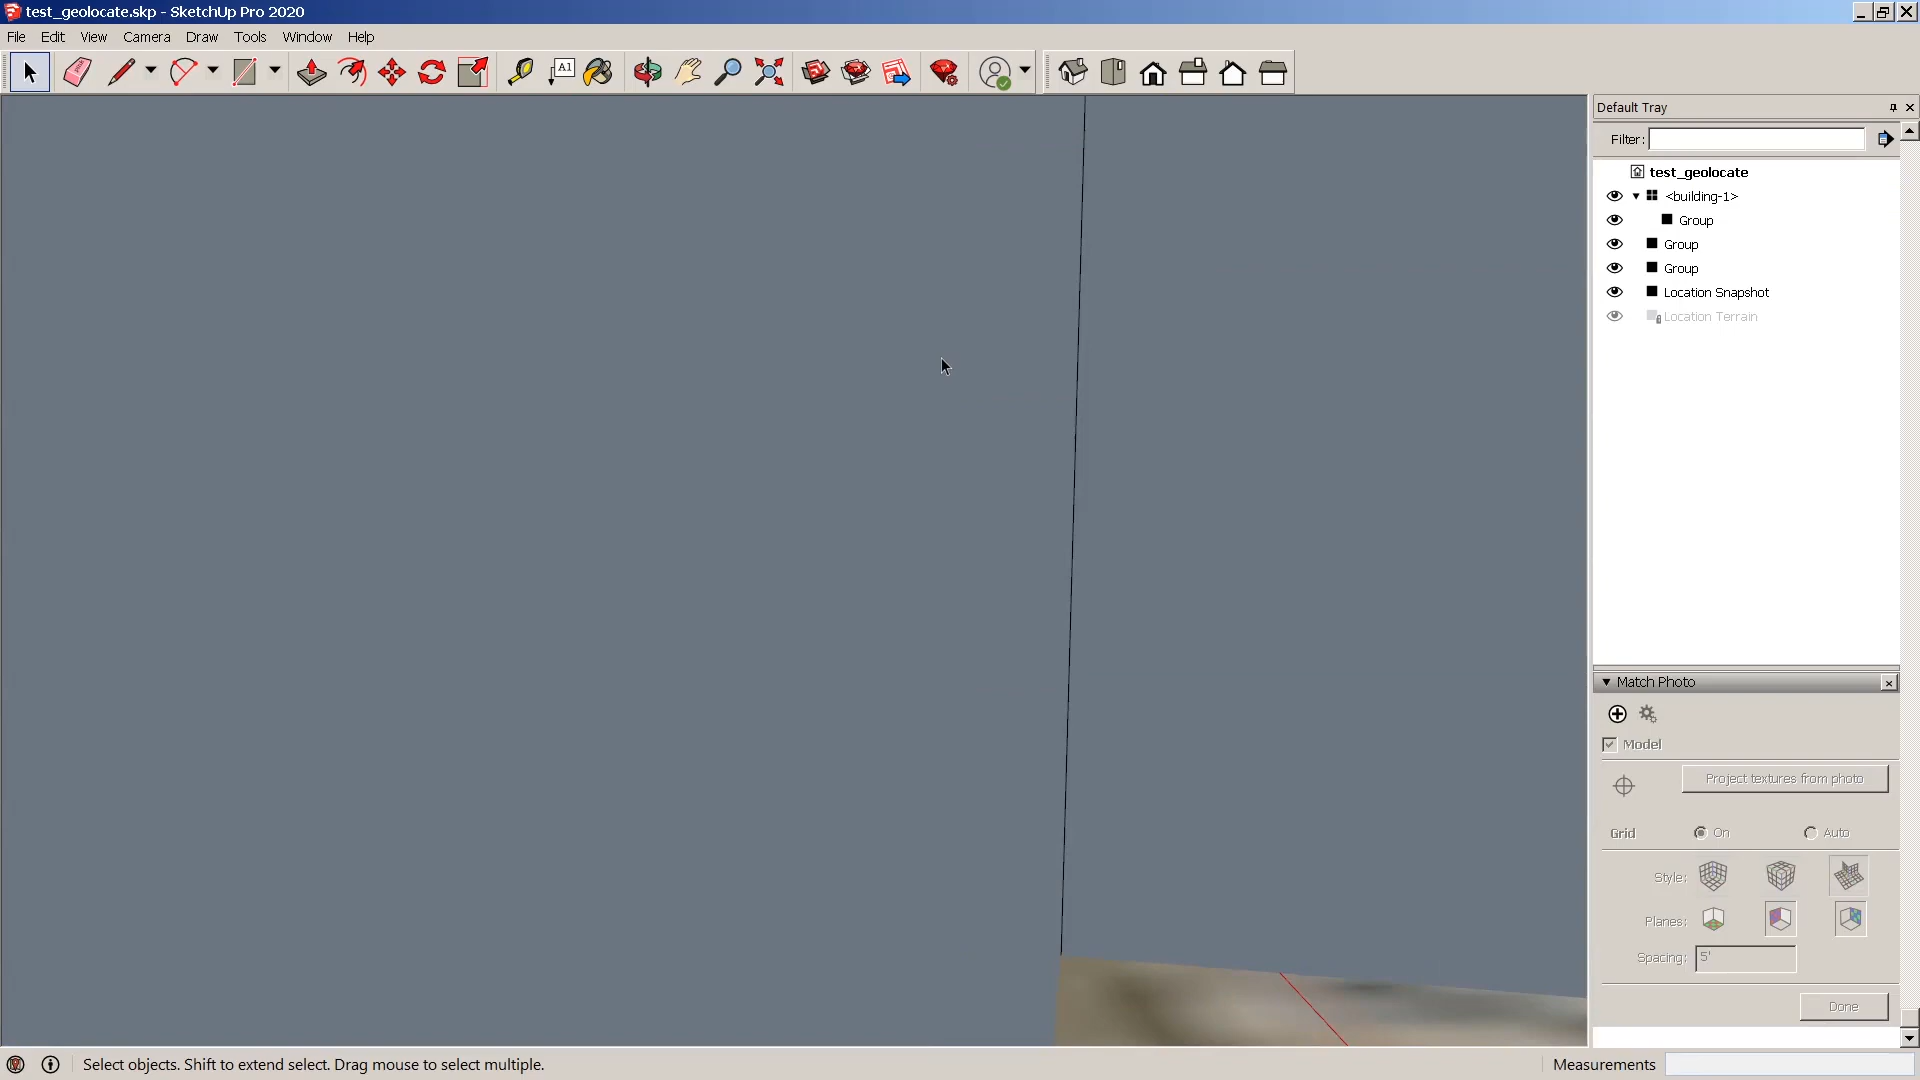 test_geolocate.skp - SketchUp Pro 2020
File Edit View Camera Draw Tools Window Help
A1
Default Tray
Filter:
test_geolocate
<building-1>
Group
Group
Group
Location Snapshot
Location Terrain
Match Photo
Model
Project textures from photo
Grid On Auto
Style:
Planes:
Spacing: 5'
Done
Select objects. Shift to extend select. Drag mouse to select multiple.
Measurements